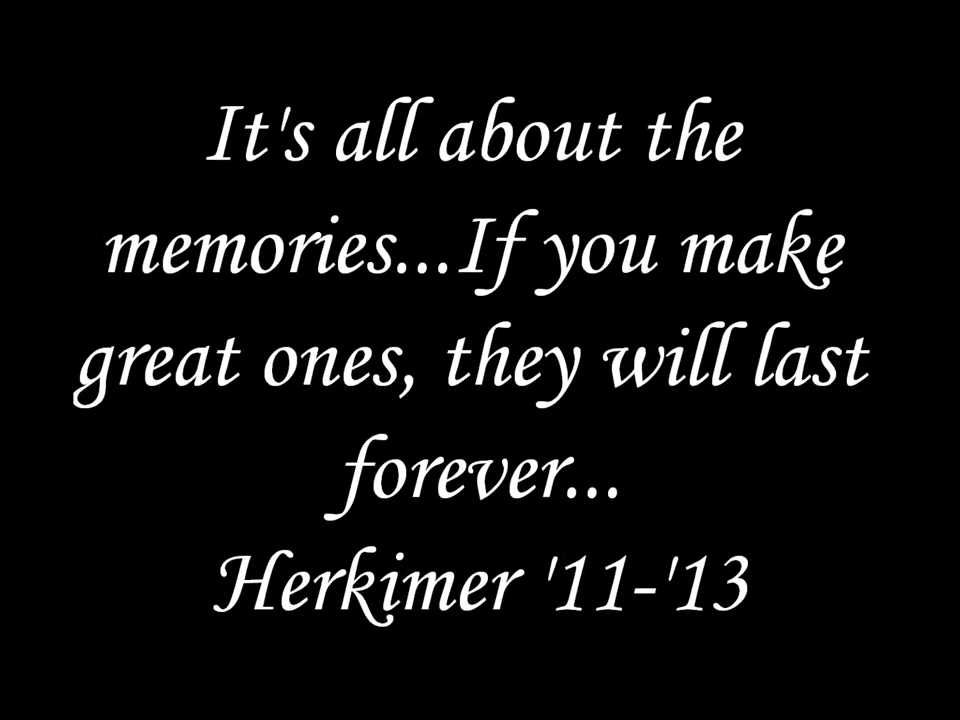 It's all about the
memories...If you make
great ones, they will last
forever...
Herkimer '11-'13